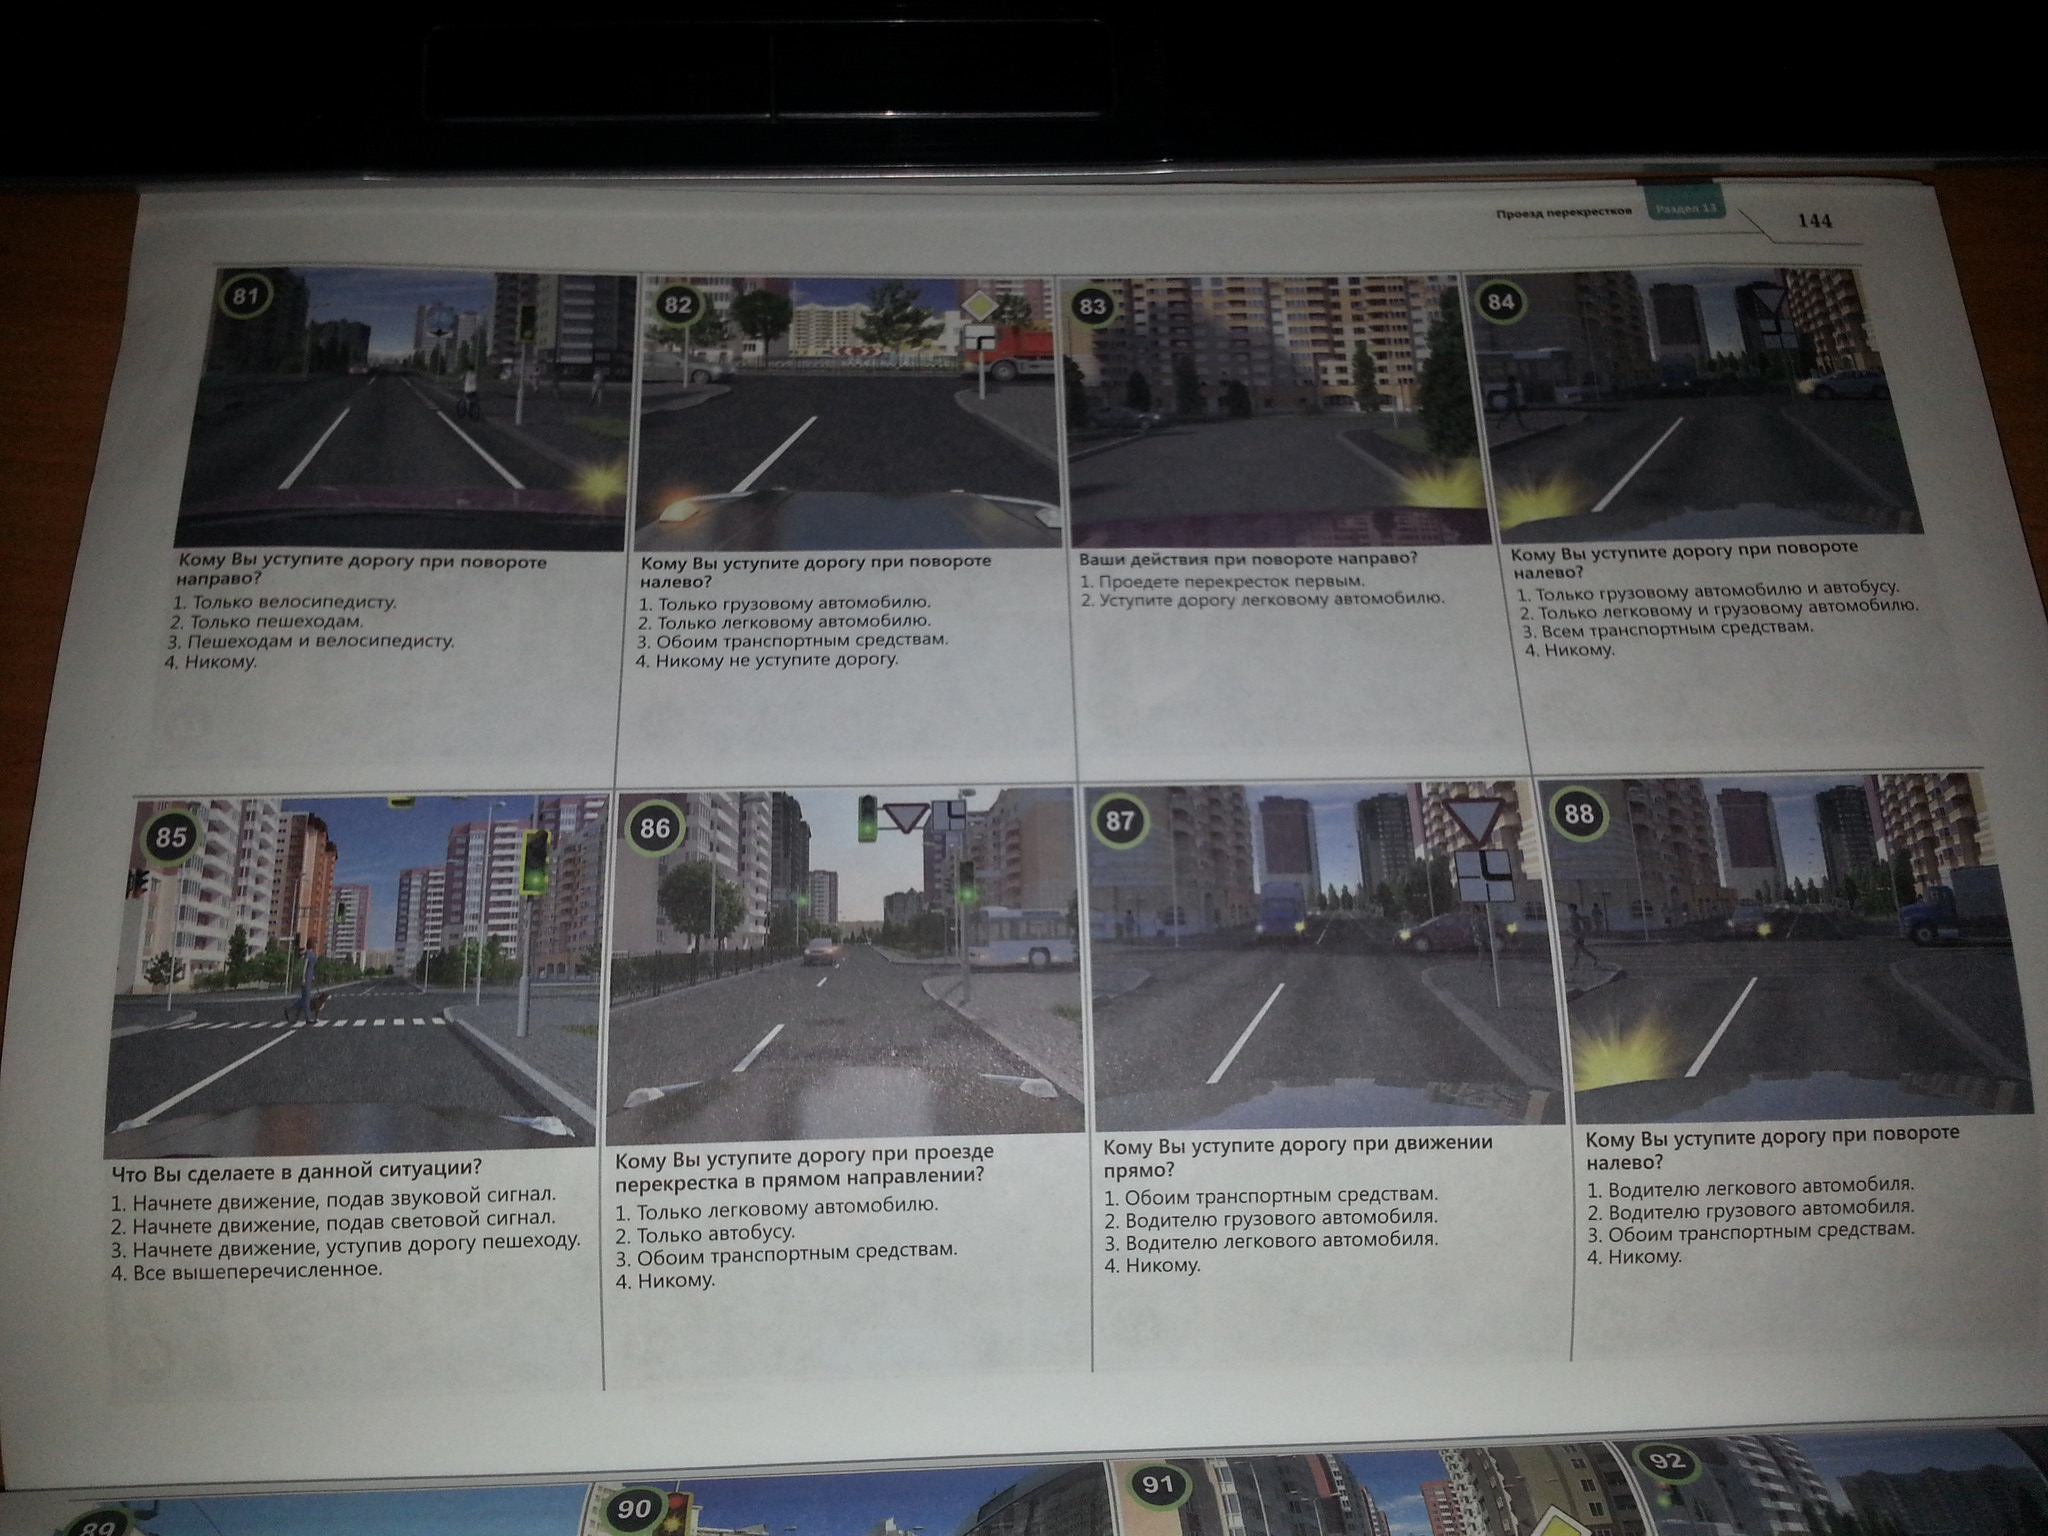 Проезд перекрестков
Раздел 13
144
81
Кому Вы уступите дорогу при повороте
направо?
1. Только велосипедисту.
2. Только пешеходам.
3. Пешеходам и велосипедисту.
4. Никому.
82
Кому Вы уступите дорогу при повороте
налево?
1. Только грузовому автомобилю.
2. Только легковому автомобилю.
3. Обоим транспортным средствам.
4. Никому не уступите дорогу.
83
Ваши действия при повороте направо?
1. Проедете перекресток первым.
2. Уступите дорогу легковому автомобилю.
84
Кому Вы уступите дорогу при повороте
налево?
1. Только грузовому автомобилю и автобусу.
2. Только легковому и грузовому автомобилю.
3. Всем транспортным средствам.
4. Никому.
85
Что Вы сделаете в данной ситуации?
1. Начнете движение, подав звуковой сигнал.
2. Начнете движение, подав световой сигнал.
3. Начнете движение, уступив дорогу пешеходу.
4. Все вышеперечисленное.
86
Кому Вы уступите дорогу при проезде
перекрестка в прямом направлении?
1. Только легковому автомобилю.
2. Только автобусу.
3. Обоим транспортным средствам.
4. Никому.
87
Кому Вы уступите дорогу при движении
прямо?
1. Обоим транспортным средствам.
2. Водителю грузового автомобиля.
3. Водителю легкового автомобиля.
4. Никому.
88
Кому Вы уступите дорогу при повороте
налево?
1. Водителю легкового автомобиля.
2. Водителю грузового автомобиля.
3. Обоим транспортным средствам.
4. Никому.
89
90
91
92